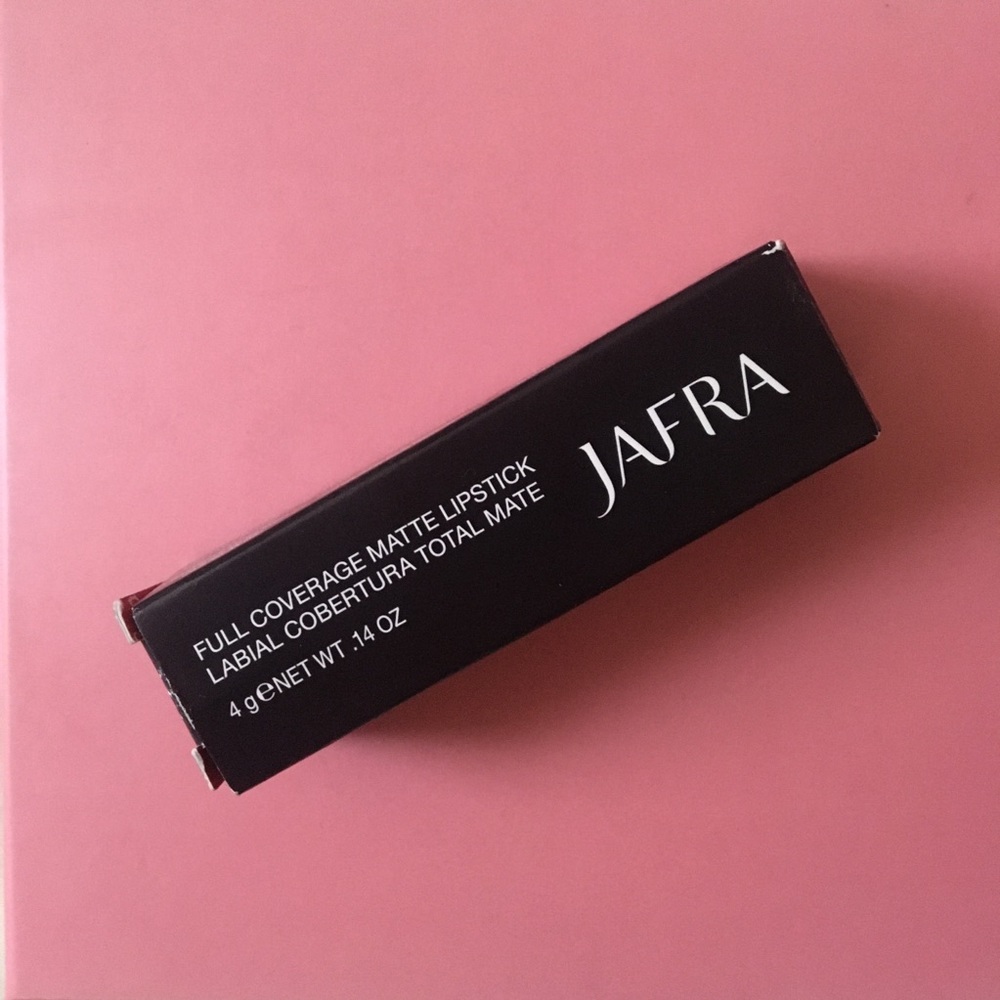 JAFRA
FULL COVERAGE MATTE LIPSTICK
LABIAL COBERTURA TOTAL MATE
4 g℮NET WT .14 OZ